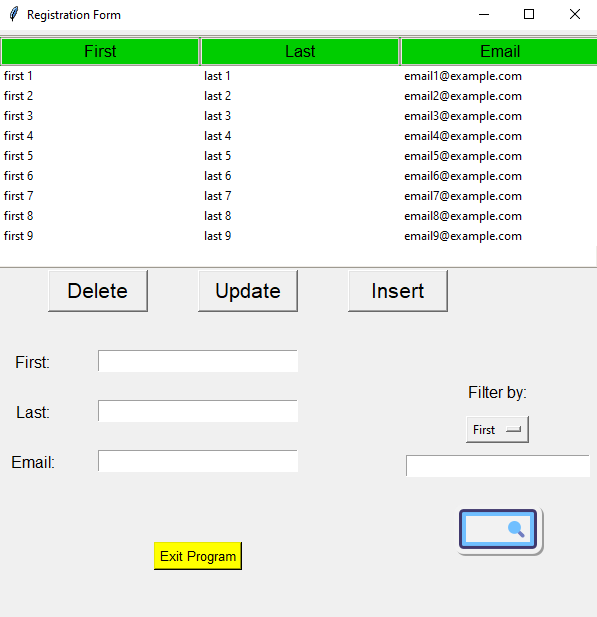 Registration Form
First Last Email
first 1 last 1 email1@example.com
first 2 last 2 email2@example.com
first 3 last 3 email3@example.com
first 4 last 4 email4@example.com
first 5 last 5 email5@example.com
first 6 last 6 email6@example.com
first 7 last 7 email7@example.com
first 8 last 8 email8@example.com
first 9 last 9 email9@example.com
Delete Update Insert
First:
Filter by:
Last:
First
Email:
Exit Program